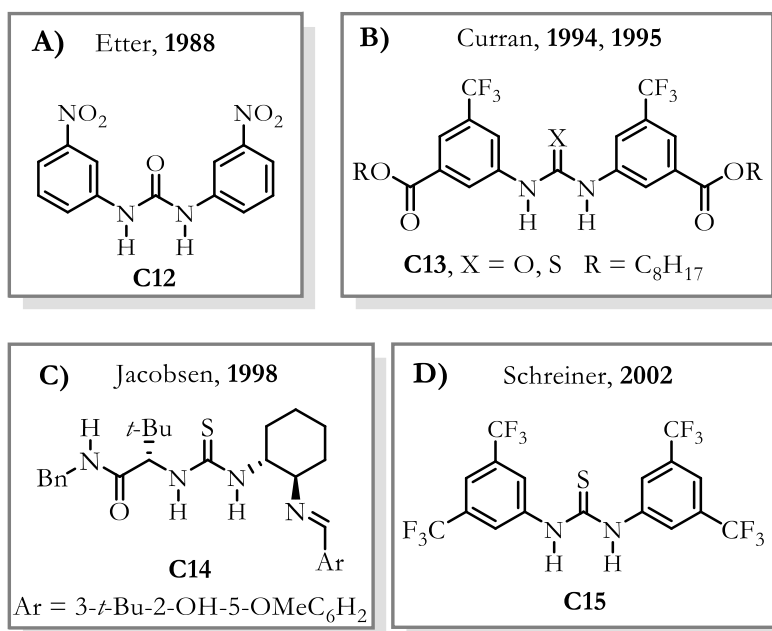 A) Etter, 1988
NO₂ NO₂
O
N N
H H
C12
B) Curran, 1994, 1995
CF₃ CF₃
X
RO N N OR
O H H O
C13, X = O, S R = C₈H₁₇
C) Jacobsen, 1998
H t-Bu S
N
Bn N N
O H H N
Ar
C14
Ar = 3-t-Bu-2-OH-5-OMeC₆H₂
D) Schreiner, 2002
CF₃ CF₃
S
F₃C N N CF₃
H H
C15